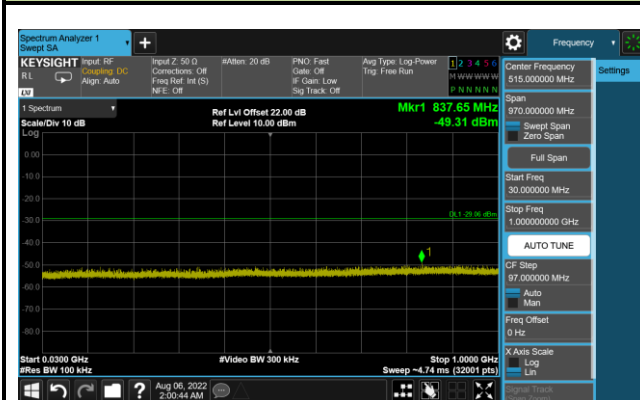 Spectrum Analyzer 1
Swept SA
+
Frequency
KEYSIGHT
RL
LXI
Input: RF
Coupling: DC
Align: Auto
Input Z: 50 Ω
Corrections: Off
Freq Ref: Int (S)
NFE: Off
#Atten: 20 dB
PNO: Fast
Gate: Off
IF Gain: Low
Sig Track: Off
Avg Type: Log-Power
Trig: Free Run
1 2 3 4 5 6
M W W W W W
P N N N N N
1 Spectrum
Scale/Div 10 dB
Log
Ref Lvl Offset 22.00 dB
Ref Level 10.00 dBm
Mkr1 837.65 MHz
-49.31 dBm
0.00
-10.0
-20.0
-30.0
-40.0
-60.0
-70.0
-80.0
DL1 -29.06 dBm
1
Start 0.0300 GHz
#Res BW 100 kHz
#Video BW 300 kHz
Stop 1.0000 GHz
Sweep ~4.74 ms (32001 pts)
Center Frequency
515.000000 MHz
Settings
Span
970.000000 MHz
Swept Span
Zero Span
Full Span
Start Freq
30.000000 MHz
Stop Freq
1.000000000 GHz
AUTO TUNE
CF Step
97.000000 MHz
Auto
Man
Freq Offset
0 Hz
X Axis Scale
Log
Lin
Signal Track
(Span Zoom)
?
Aug 06, 2022
2:00:44 AM